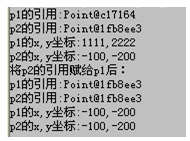 p1的引用:Point@c17164
p2的引用:Point@1fb8ee3
p1的x,y坐标:1111,2222
p2的x,y坐标:-100,-200
将p2的引用赋给p1后：
p1的引用:Point@1fb8ee3
p2的引用:Point@1fb8ee3
p1的x,y坐标:-100,-200
p2的x,y坐标:-100,-200